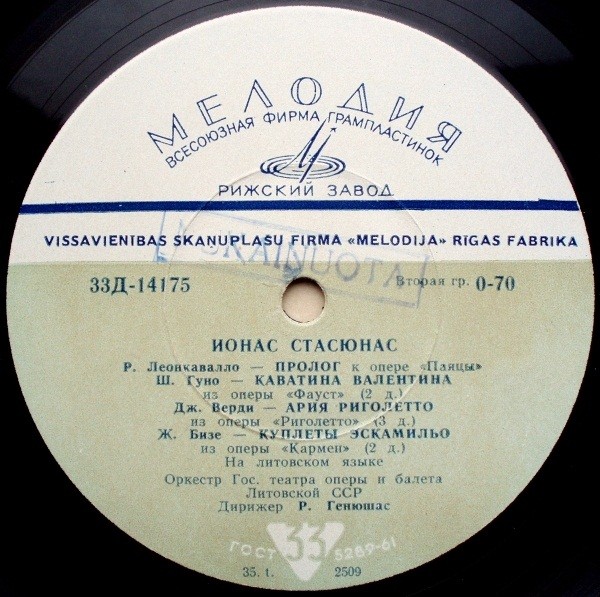 МЕЛОДИЯ
ВСЕСОЮЗНАЯ ФИРМА ГРАМПЛАСТИНОК
РИЖСКИЙ ЗАВОД
VISSAVIENĪBAS SKAŅUPLAŠU FIRMA «MELODIJA» RĪGAS FABRIKA
SKAINUOTA
33Д-14175 Вторая гр. 0-70
ИОНАС СТАСЮНАС
Р. Леонкавалло — ПРОЛОГ к опере «Паяцы»
Ш. Гуно — КАВАТИНА ВАЛЕНТИНА
из оперы «Фауст» (2 д.)
Дж. Верди — АРИЯ РИГОЛЕТТО
из оперы «Риголетто» (3 д.)
Ж. Бизе — КУПЛЕТЫ ЭСКАМИЛЬО
из оперы «Кармен» (2 д.)
На литовском языке
Оркестр Гос. театра оперы и балета
Литовской ССР
Дирижер Р. Генюшас
ГОСТ 33 5289-61
35. t. 2509